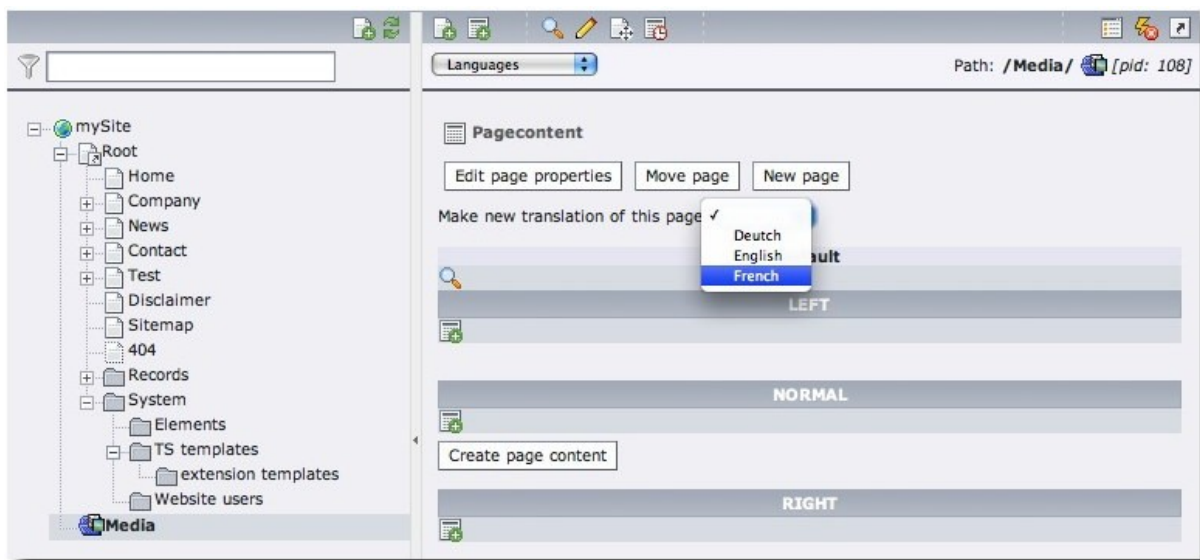 Languages
Path: /Media/ [pid: 108]
mySite
Root
Home
Company
News
Contact
Test
Disclaimer
Sitemap
404
Records
System
Elements
TS templates
extension templates
Website users
Media
Pagecontent
Edit page properties
Move page
New page
Make new translation of this page
Deutch
English
French
ault
LEFT
NORMAL
Create page content
RIGHT